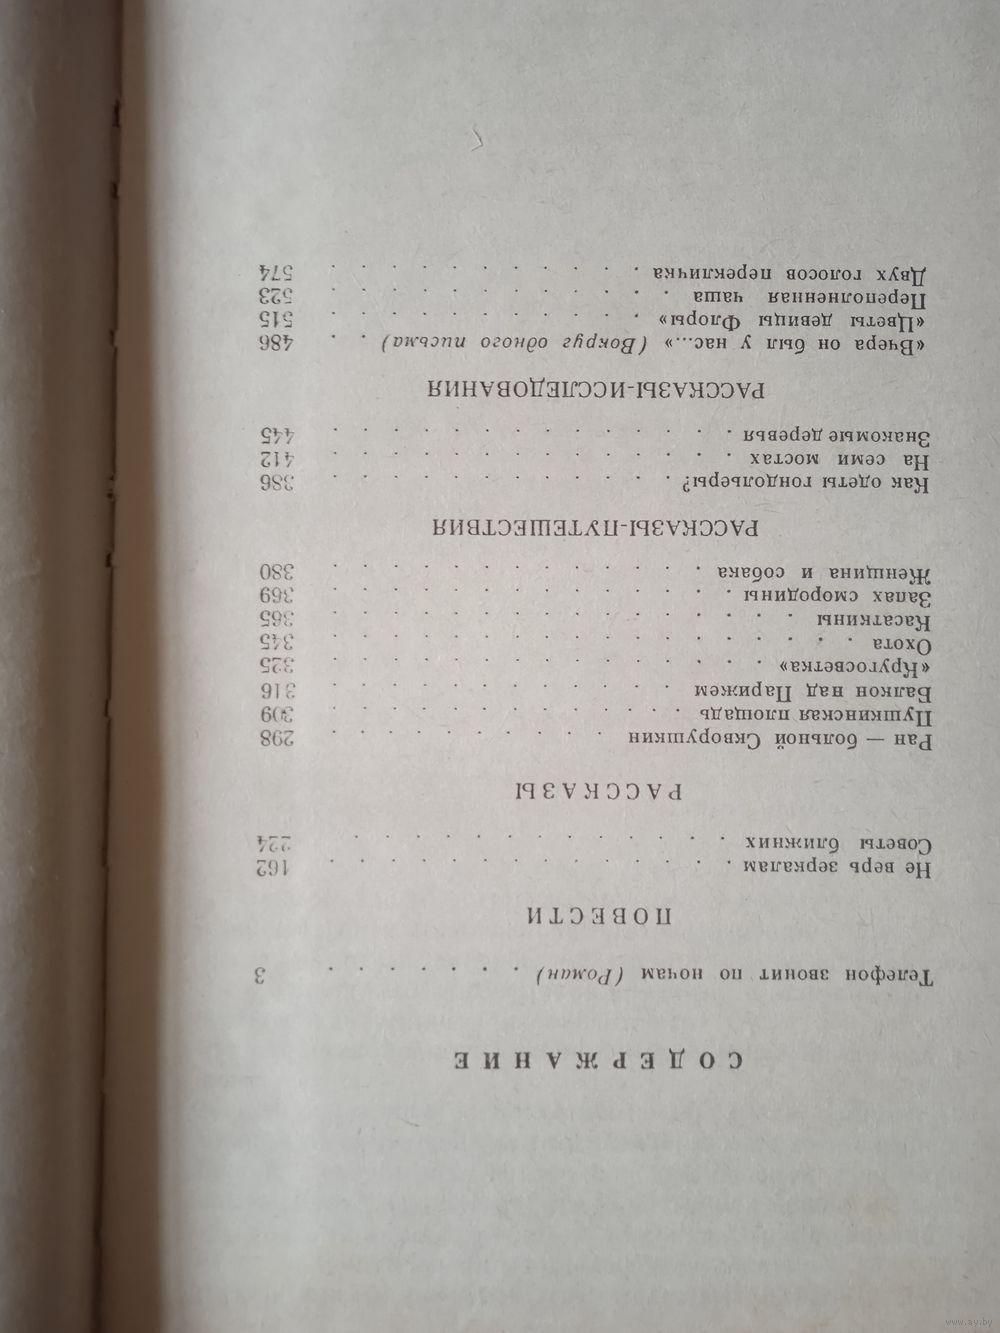 СОДЕРЖАНИЕ
Телефон звонит по ночам (Роман) . . . . . . . 3
ПОВЕСТИ
Не верь зеркалам . . . . . . . . . . . . . . 162
Советы ближних . . . . . . . . . . . . . 224
РАССКАЗЫ
Ран — больной Скворушкин . . . . . . . . . . 298
Пушкинская площадь . . . . . . . . . . . . 309
Балкон над Парижем . . . . . . . . . . . . 316
«Кругосветка» . . . . . . . . . . . . . . . 325
Охота . . . . . . . . . . . . . . . . . . 345
Касаткины . . . . . . . . . . . . . . . . 365
Запах смородины . . . . . . . . . . . . . . 369
Женщина и собака . . . . . . . . . . . . . 380
РАССКАЗЫ-ПУТЕШЕСТВИЯ
Как одеты гондольеры? . . . . . . . . . . . . 386
На семи мостах . . . . . . . . . . . . . . 412
Знакомые деревья . . . . . . . . . . . . . . 445
РАССКАЗЫ-ИССЛЕДОВАНИЯ
«Вчера он был у нас...» (Вокруг одного письма) . . 486
«Цветы девицы Флоры» . . . . . . . . . . . 515
Переполненная чаша . . . . . . . . . . . . 523
Двух голосов перекличка . . . . . . . . . . . 574
www.ay.by